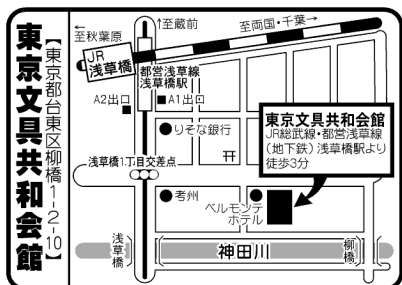 東京文具共和会館
【東京都台東区柳橋1-2-10】
←至秋葉原
↑至蔵前
至両国・千葉→
JR浅草橋
都営浅草線
浅草橋駅
A2出口
A1出口
りそな銀行
浅草橋1丁目交差点
考州
ベルモンテ
ホテル
東京文具共和会館
JR総武線・都営浅草線
(地下鉄)浅草橋駅より
徒歩3分
浅草橋
神田川
柳橋